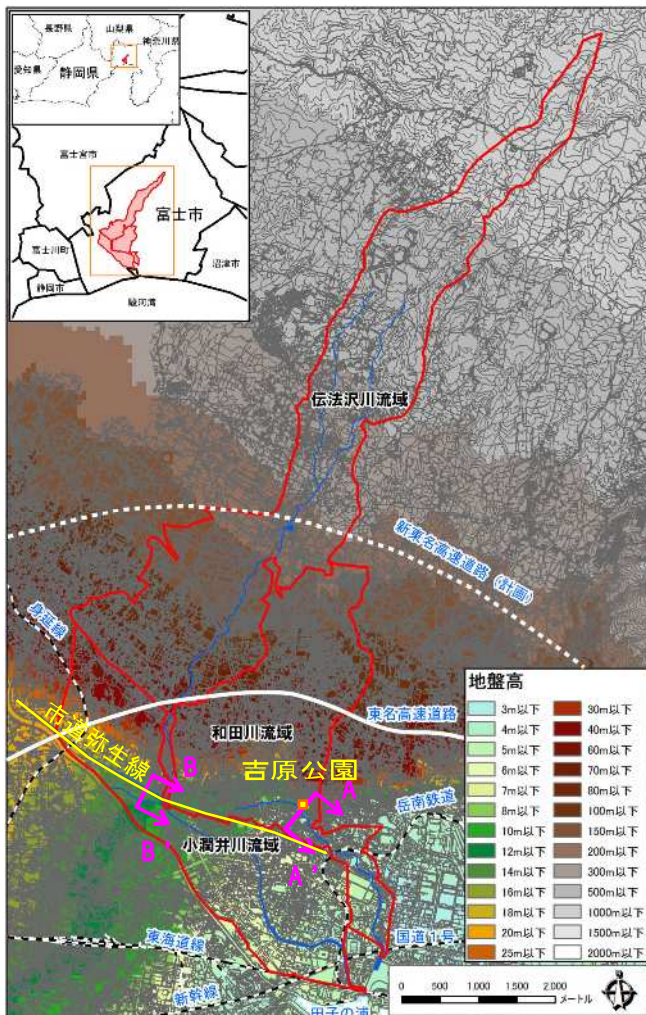 長野県
山梨県
神奈川県
愛知県
静岡県
富士宮市
富士市
富士川町
沼津市
静岡市
駿河湾
伝法沢川流域
新東名高速道路(計画)
身延線
東名高速道路
市道弥生線
和田川流域
吉原公園
B
A
岳南鉄道
B'
小潤井川流域
A'
東海道線
国道1号
新幹線
田子の浦
地盤高
3m以下 30m以下
4m以下 40m以下
5m以下 60m以下
6m以下 70m以下
7m以下 80m以下
8m以下 100m以下
10m以下 150m以下
12m以下 200m以下
14m以下 300m以下
16m以下 500m以下
18m以下 1000m以下
20m以下 1500m以下
25m以下 2000m以下
0 500 1,000 1,500 2,000
メートル